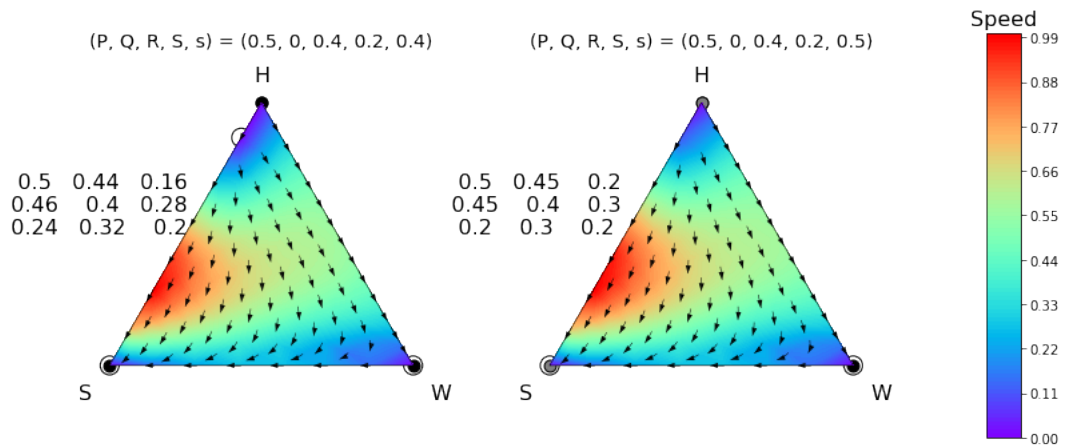 Speed
(P, Q, R, S, s) = (0.5, 0, 0.4, 0.2, 0.4)
H
0.5 0.44 0.16
0.46 0.4 0.28
0.24 0.32 0.2
S
W
(P, Q, R, S, s) = (0.5, 0, 0.4, 0.2, 0.5)
H
0.5 0.45 0.2
0.45 0.4 0.3
0.2 0.3 0.2
S
W
0.99
0.88
0.77
0.66
0.55
0.44
0.33
0.22
0.11
0.00